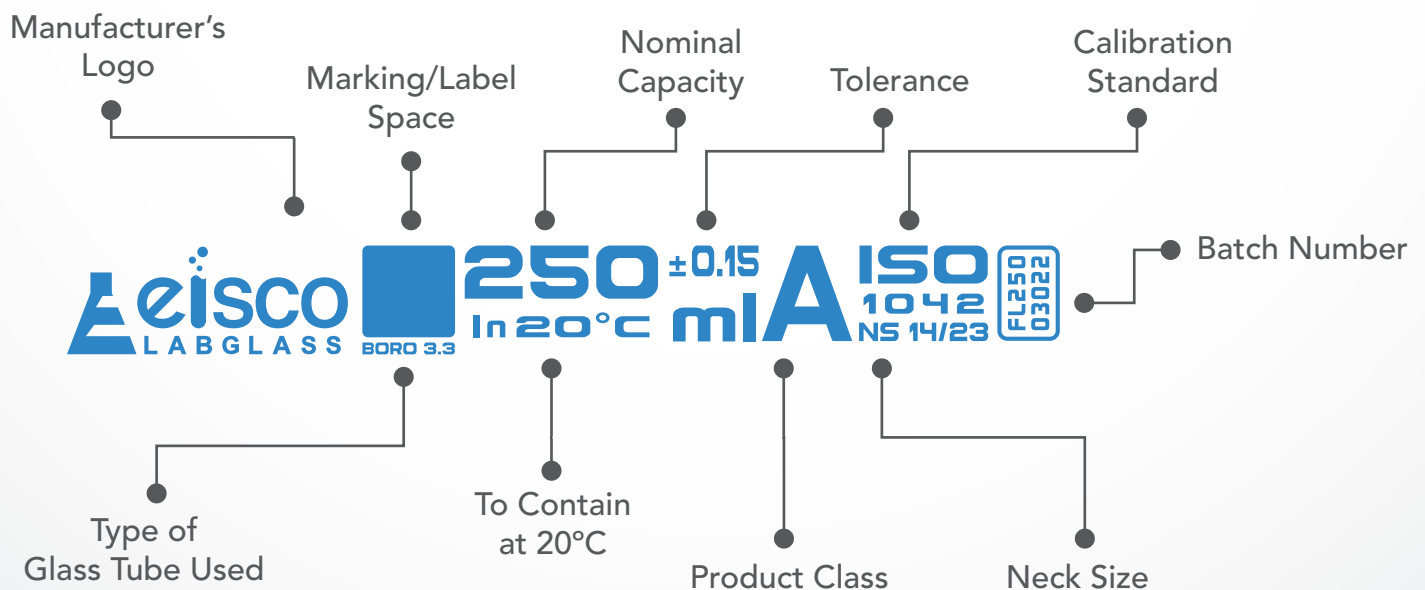 Manufacturer's
Logo
Marking/Label
Space
Nominal
Capacity
Tolerance
Calibration
Standard
eisco
LABGLASS
BORO 3.3
250
±0.15
In 20°C
ml
A
ISO
1042
NS 14/23
FL250
03022
Batch Number
Type of
Glass Tube Used
To Contain
at 20°C
Product Class
Neck Size